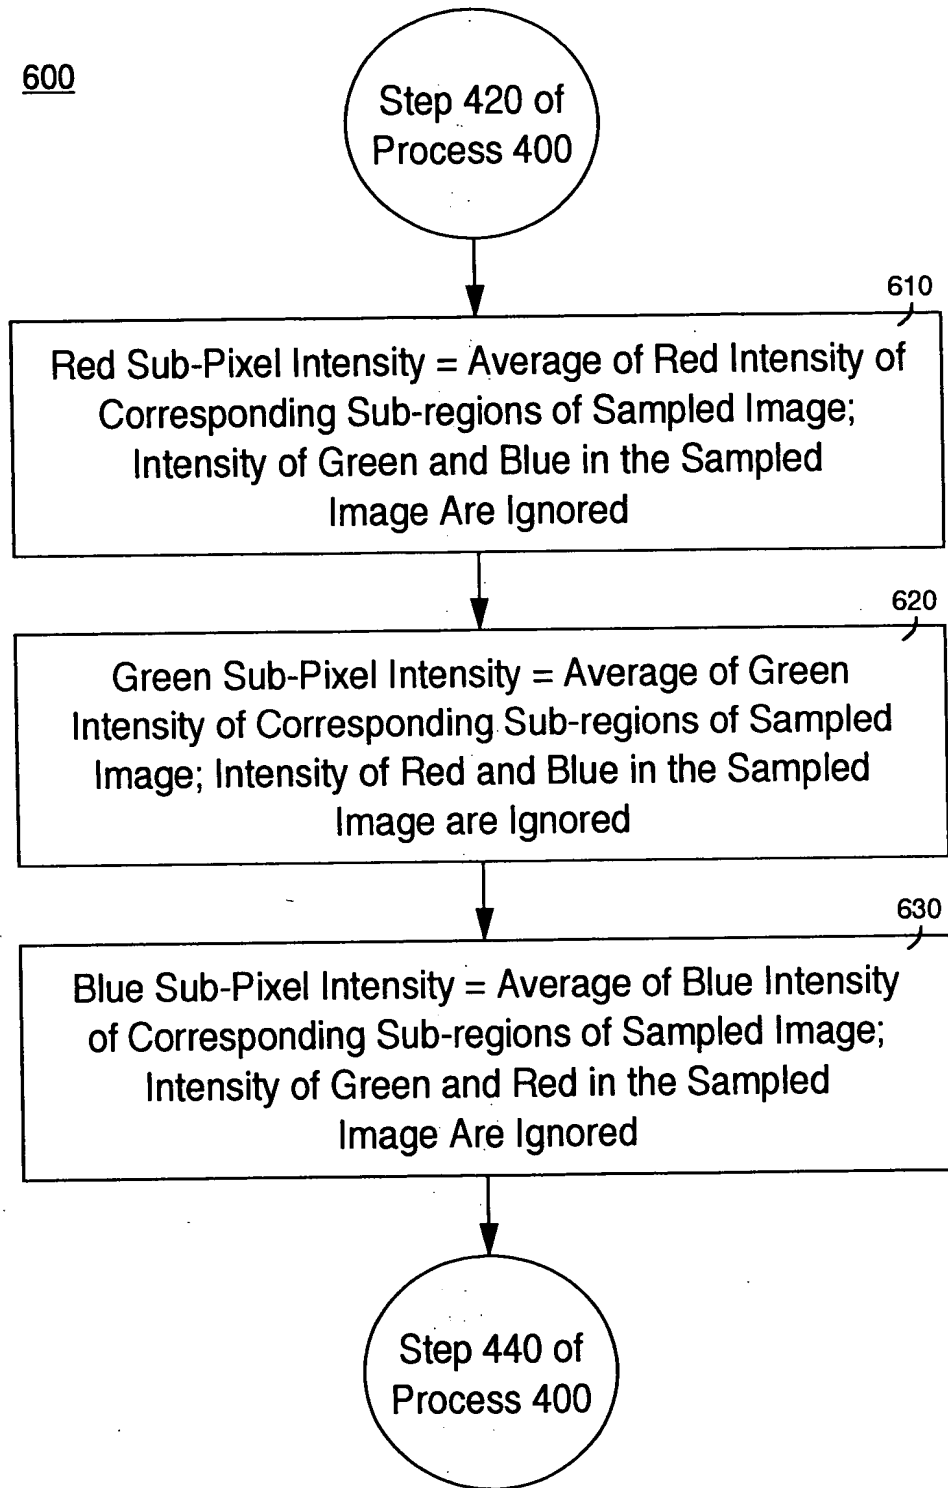 600
Step 420 of
Process 400
610
Red Sub-Pixel Intensity = Average of Red Intensity of
Corresponding Sub-regions of Sampled Image;
Intensity of Green and Blue in the Sampled
Image Are Ignored
620
Green Sub-Pixel Intensity = Average of Green
Intensity of Corresponding Sub-regions of Sampled
Image; Intensity of Red and Blue in the Sampled
Image are Ignored
630
Blue Sub-Pixel Intensity = Average of Blue Intensity
of Corresponding Sub-regions of Sampled Image;
Intensity of Green and Red in the Sampled
Image Are Ignored
Step 440 of
Process 400